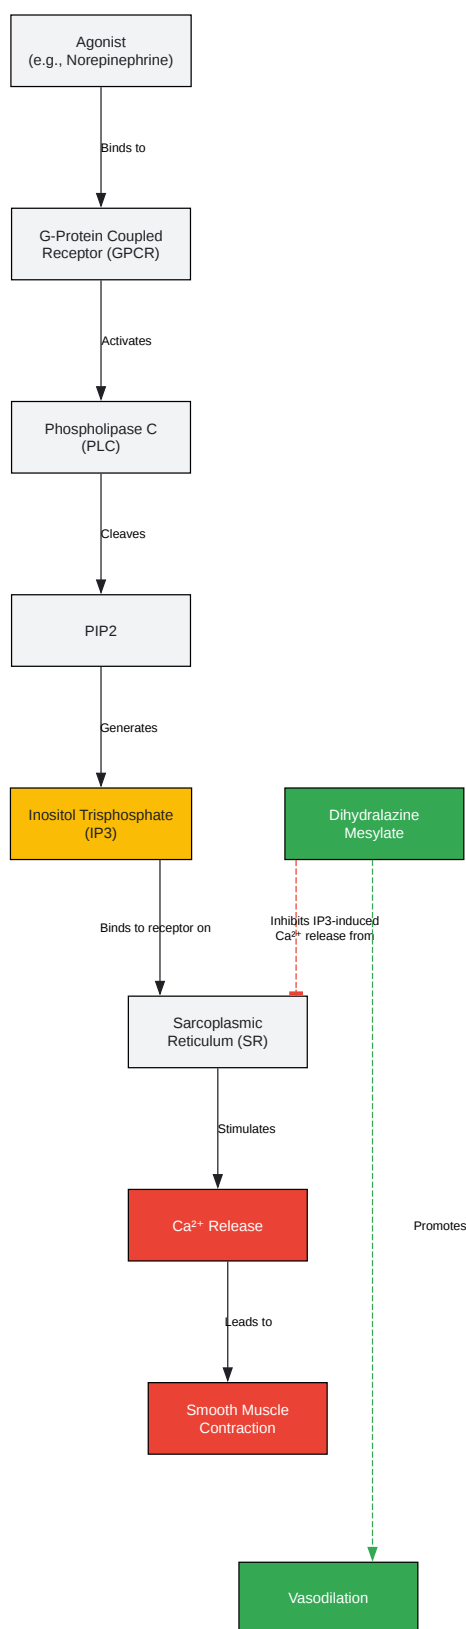 Agonist
(e.g., Norepinephrine)
Binds to
G-Protein Coupled
Receptor (GPCR)
Activates
Phospholipase C
(PLC)
Cleaves
PIP2
Generates
Inositol Trisphosphate
(IP3)
Dihydralazine
Mesylate
Binds to receptor on
Inhibits IP3-induced
Ca²⁺ release from
Sarcoplasmic
Reticulum (SR)
Stimulates
Ca²⁺ Release
Promotes
Leads to
Smooth Muscle
Contraction
Vasodilation